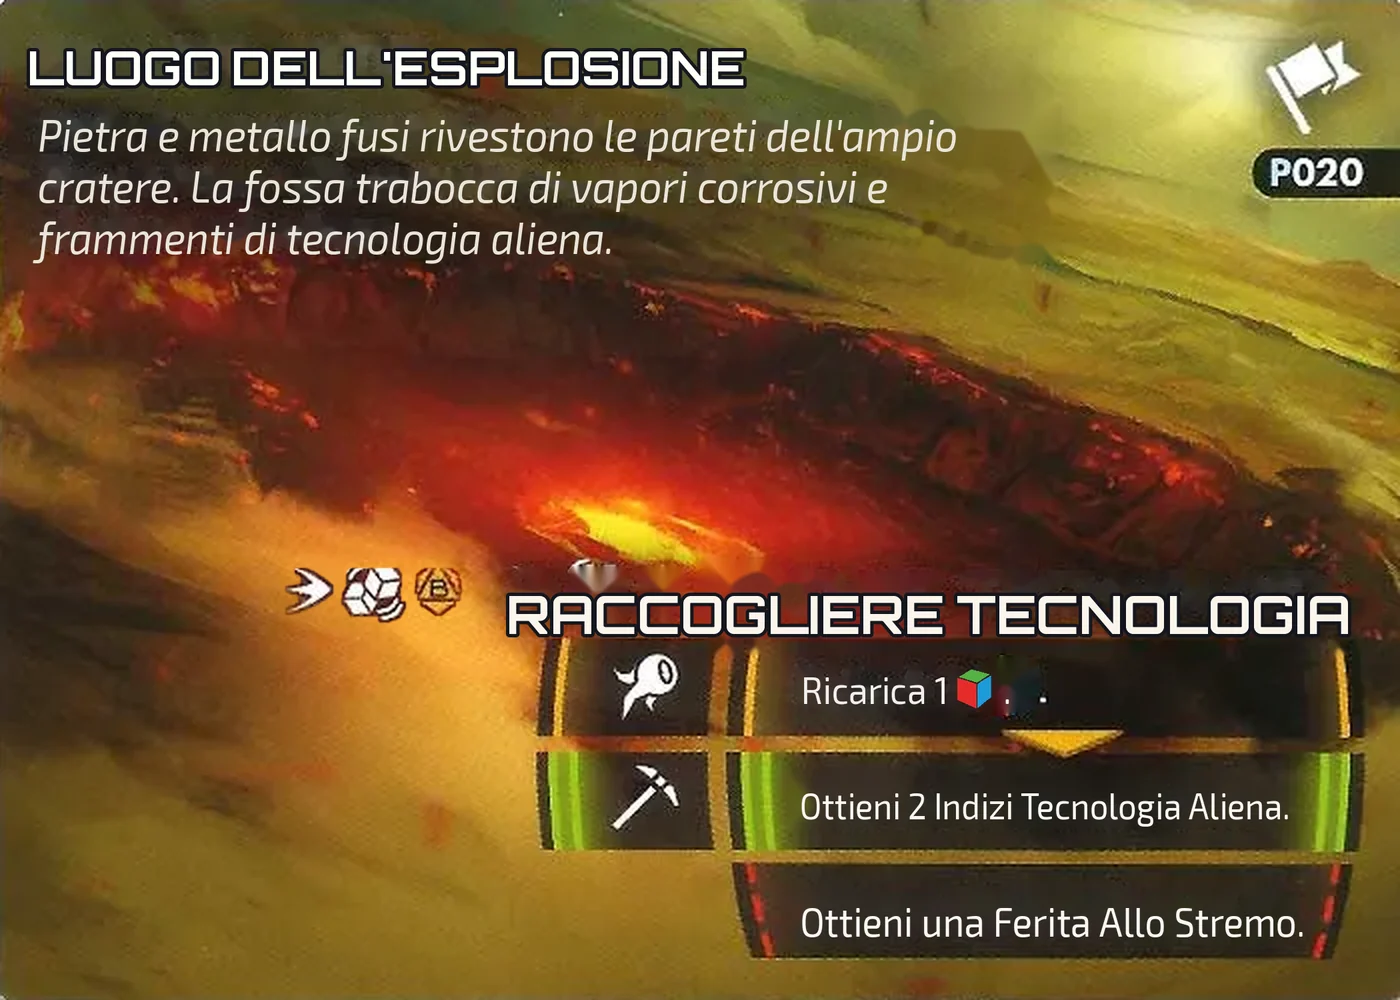 LUOGO DELL'ESPLOSIONE
Pietra e metallo fusi rivestono le pareti dell'ampio
cratere. La fossa trabocca di vapori corrosivi e
frammenti di tecnologia aliena.
P020
B
RACCOGLIERE TECNOLOGIA
Ricarica 1 . .
Ottieni 2 Indizi Tecnologia Aliena.
Ottieni una Ferita Allo Stremo.